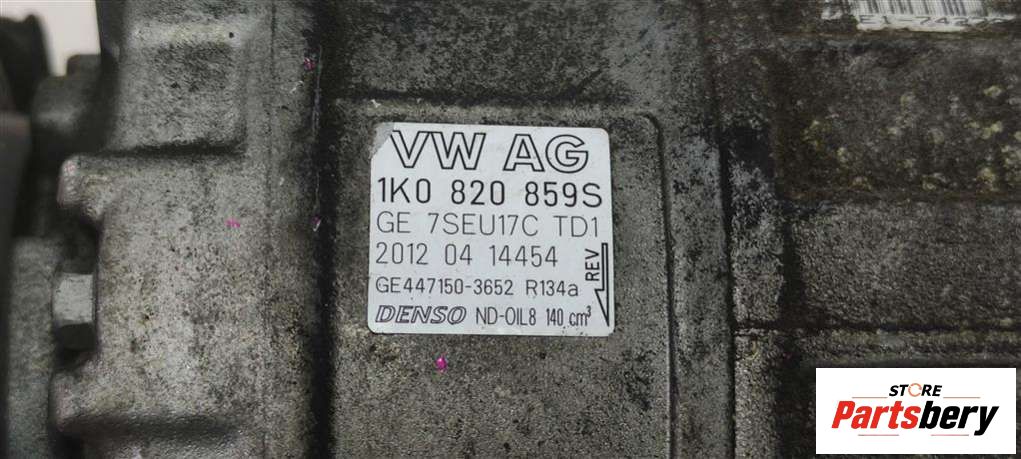 VW AG
1K0 820 859S
GE 7SEU17C TD1
2012 04 14454
GE447150-3652 R134a
REV
DENSO ND-OIL8 140 cm³
STORE
Partsbery